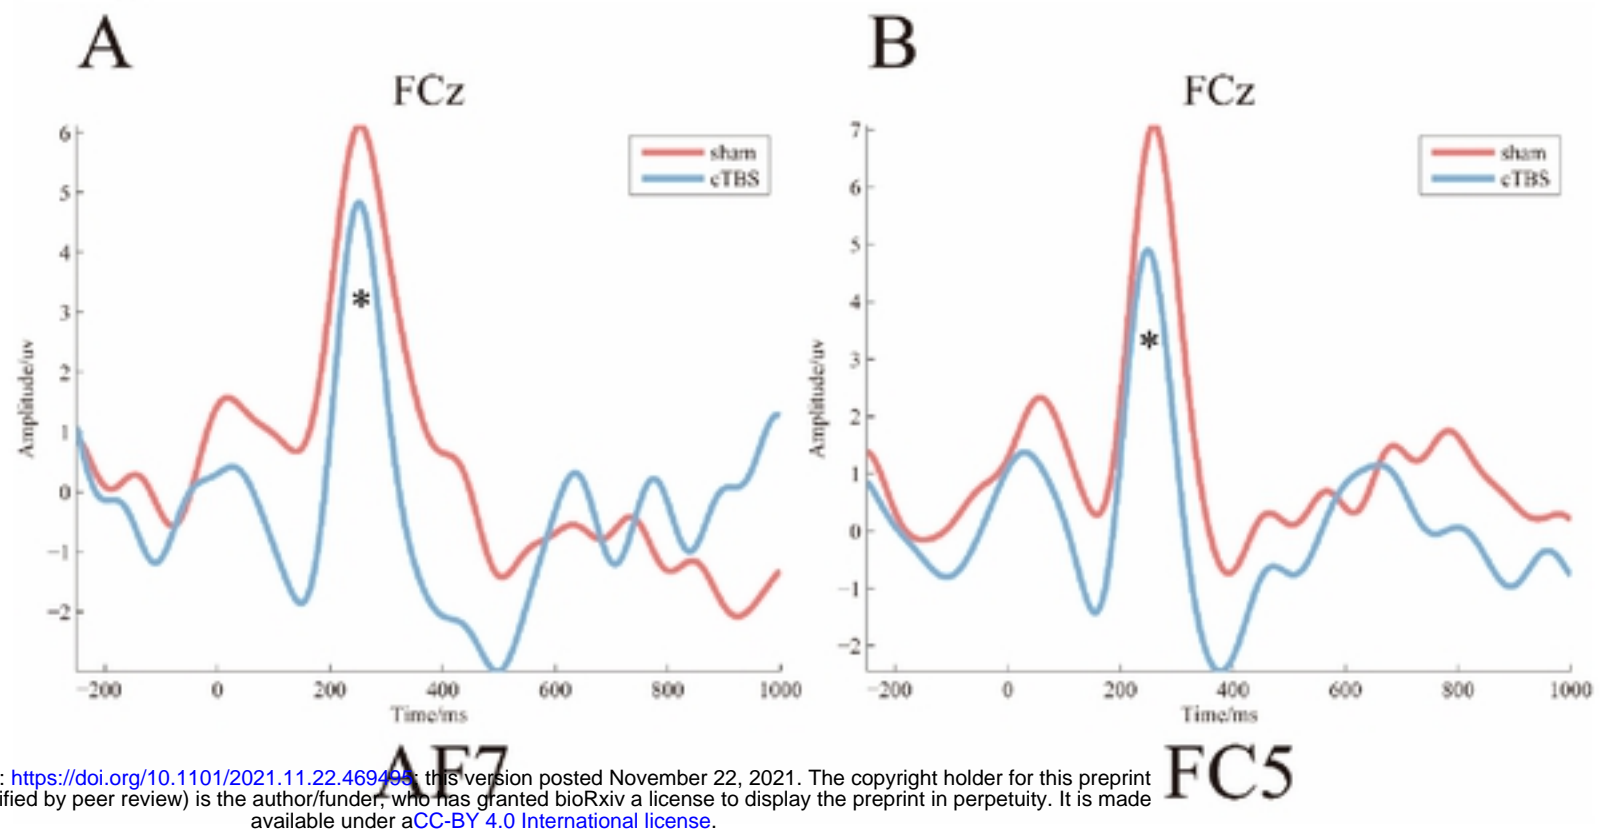 A
FCz
6
5
4
3
2
1
0
−1
−2
Amplitude/uv
sham
cTBS
*
−200 0 200 400 600 800 1000
Time/ms
AF7
B
FCz
7
6
5
4
3
2
1
0
−1
−2
Amplitude/uv
sham
cTBS
*
−200 0 200 400 600 800 1000
Time/ms
FC5
: https://doi.org/10.1101/2021.11.22.469495; this version posted November 22, 2021. The copyright holder for this preprint
ified by peer review) is the author/funder, who has granted bioRxiv a license to display the preprint in perpetuity. It is made
available under aCC-BY 4.0 International license.